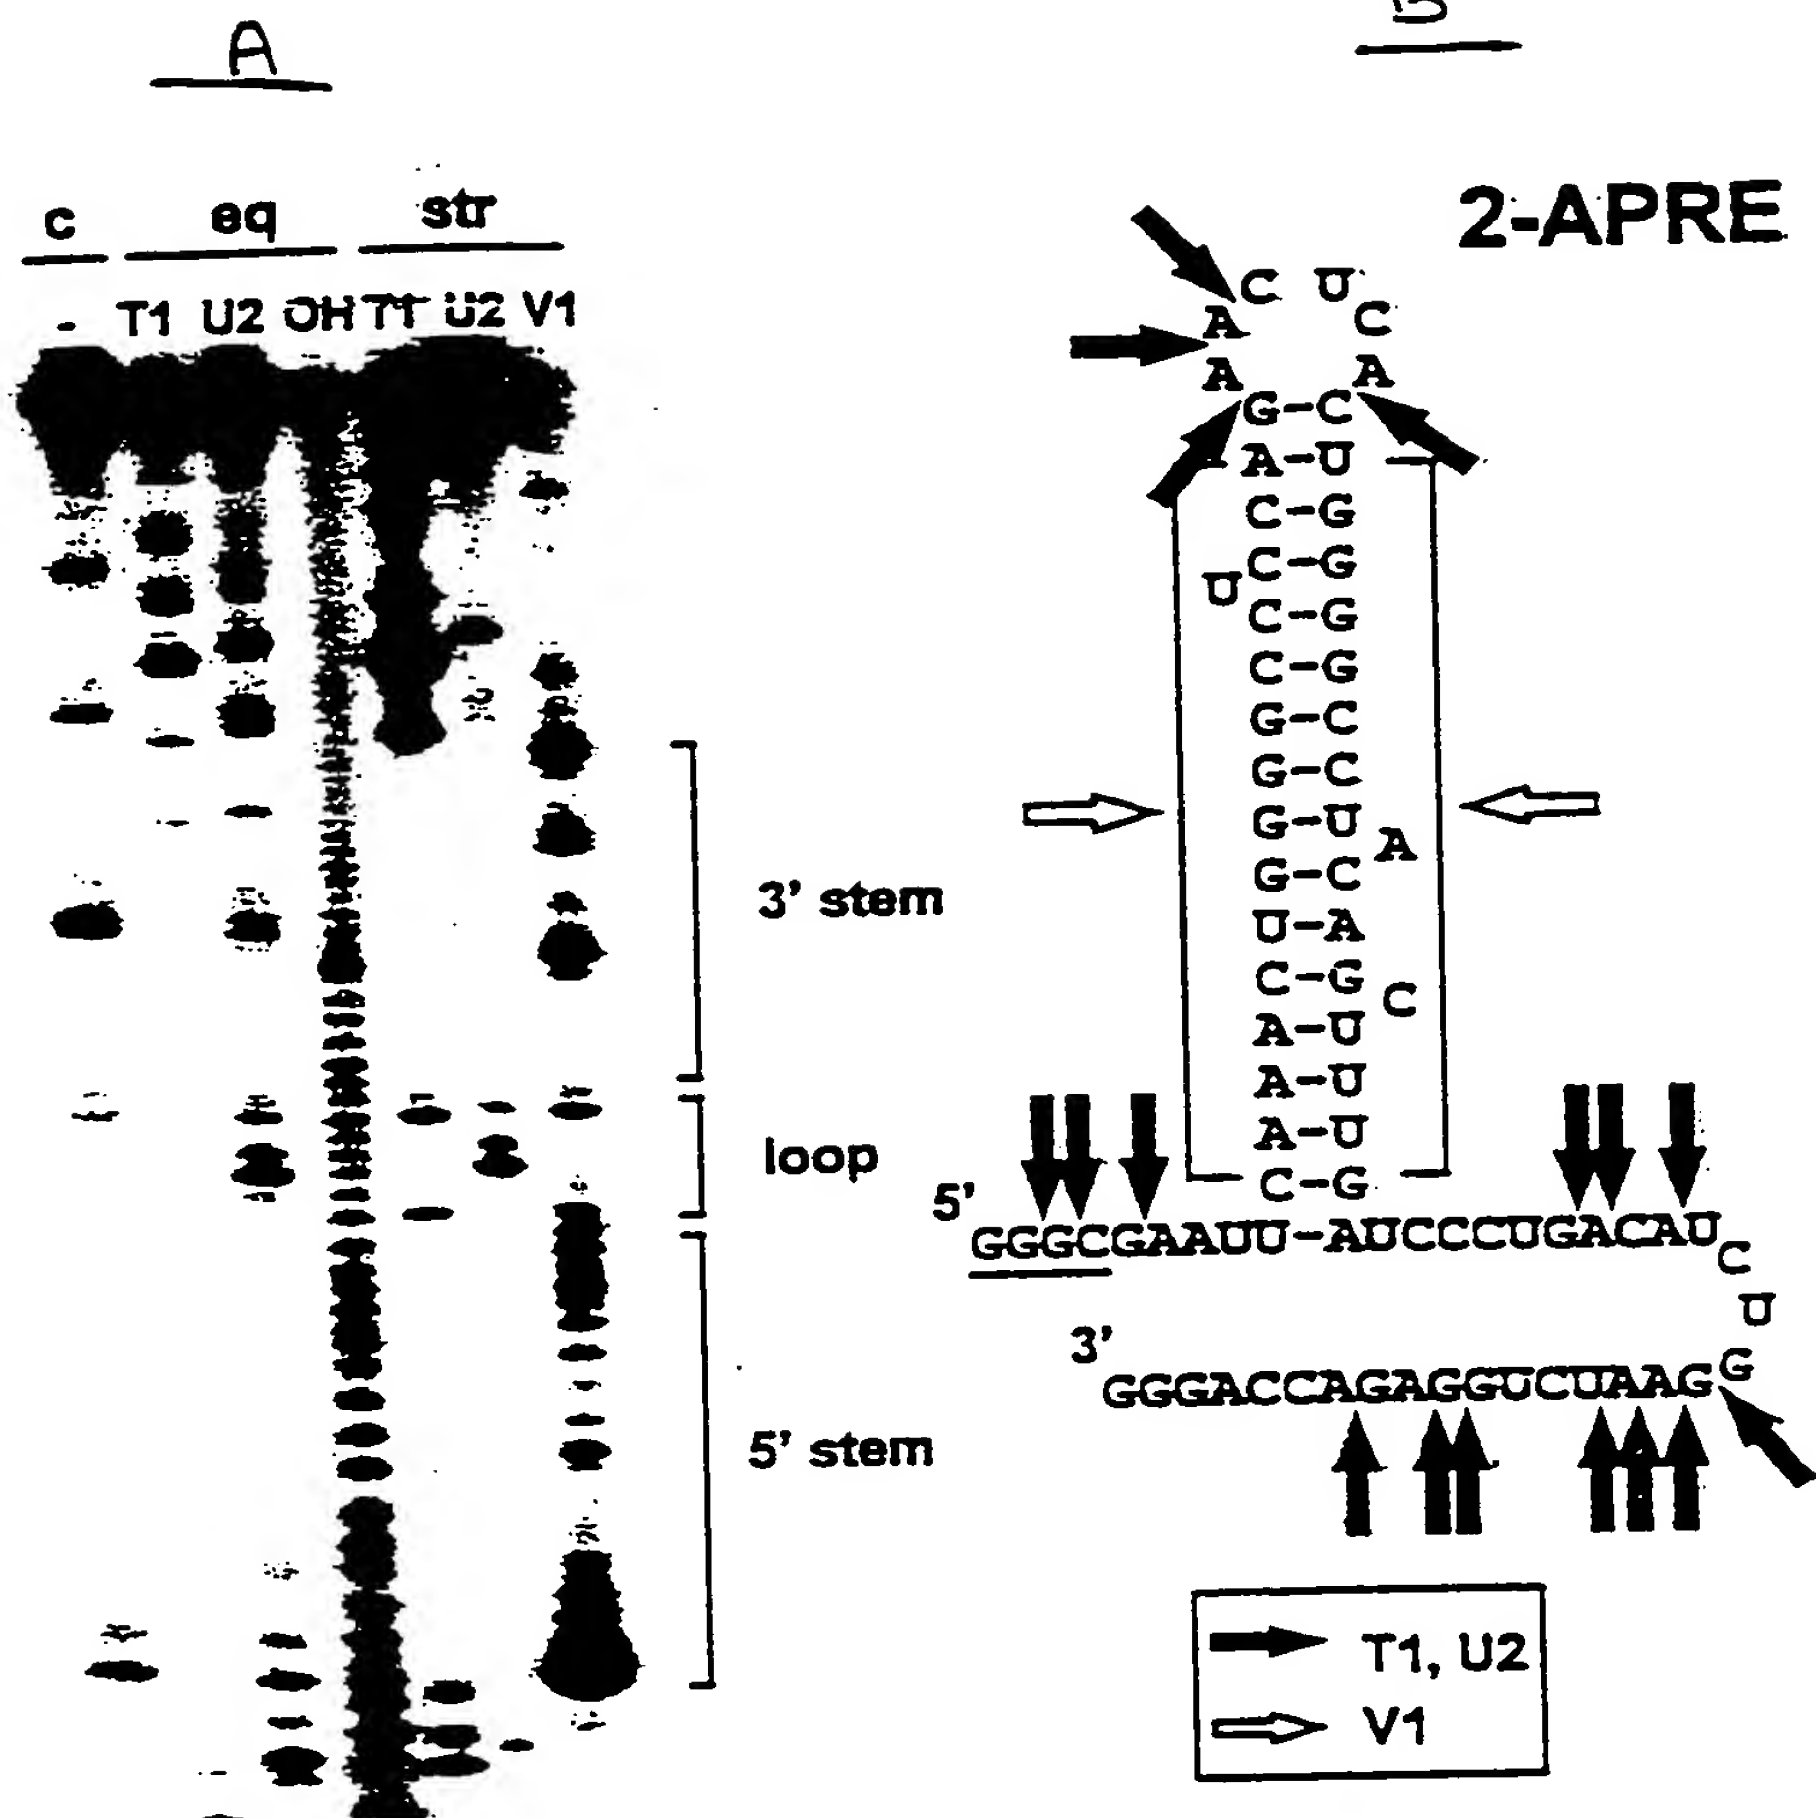 A
B
c eq str
- T1 U2 OH T1 U2 V1
3' stem
loop
5' stem
2-APRE
C U
A C
A A
G-C
A-U
C-G
C-G
U
C-G
C-G
G-C
G-C
G-U
A
G-C
U-A
C-G
C
A-U
A-U
A-U
C-G
5'
GGGCGAAUU-AUCCCUGACAU
C
U
G
3'
GGGACCAGAGGUCUAAG
T1, U2
V1